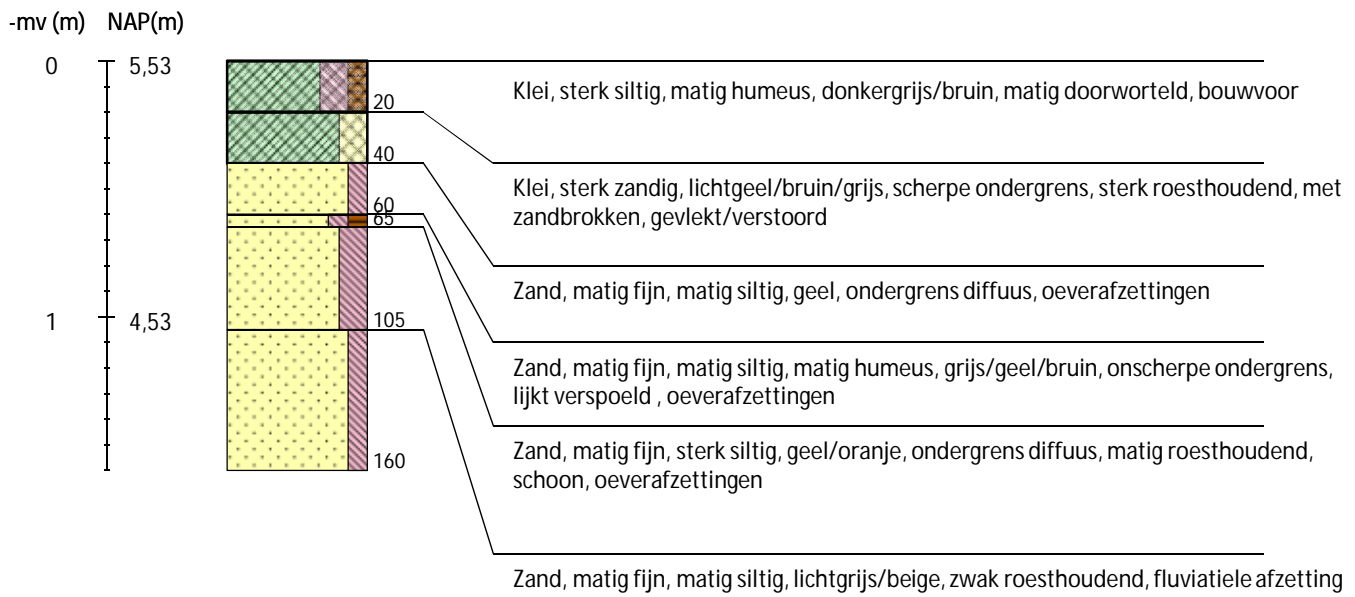 -mv (m) NAP(m)
0 5,53
20
40
60
65
1 4,53
105
160
Klei, sterk siltig, matig humeus, donkergrijs/bruin, matig doorworteld, bouwvoor
Klei, sterk zandig, lichtgeel/bruin/grijs, scherpe ondergrens, sterk roesthoudend, met
zandbrokken, gevlekt/verstoord
Zand, matig fijn, matig siltig, geel, ondergrens diffuus, oeverafzettingen
Zand, matig fijn, matig siltig, matig humeus, grijs/geel/bruin, onscherpe ondergrens,
lijkt verspoeld , oeverafzettingen
Zand, matig fijn, sterk siltig, geel/oranje, ondergrens diffuus, matig roesthoudend,
schoon, oeverafzettingen
Zand, matig fijn, matig siltig, lichtgrijs/beige, zwak roesthoudend, fluviatiele afzetting